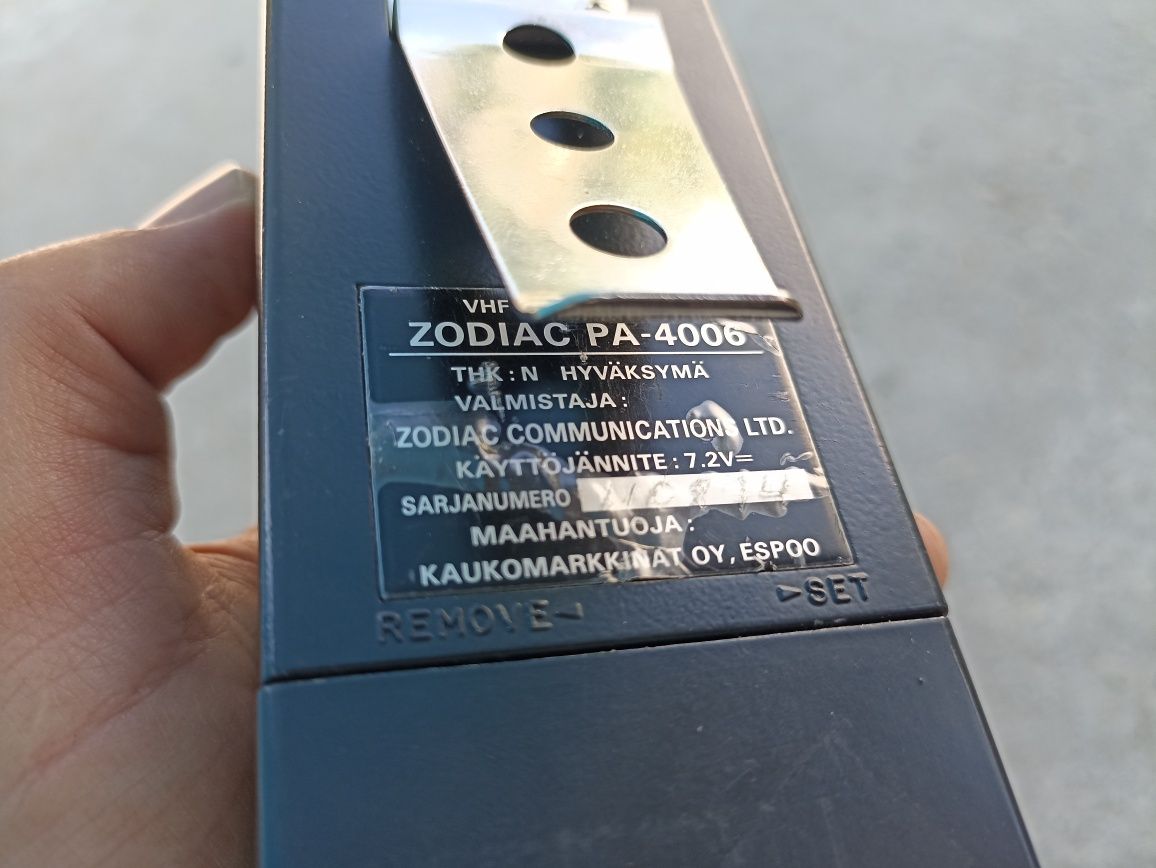 VHF
ZODIAC PA-4006
THK : N HYVÄKSYMÄ
VALMISTAJA :
ZODIAC COMMUNICATIONS LTD.
KÄYTTÖJÄNNITE : 7.2V=
SARJANUMERO
MAAHANTUOJA :
KAUKOMARKKINAT OY, ESPOO
REMOVE SET